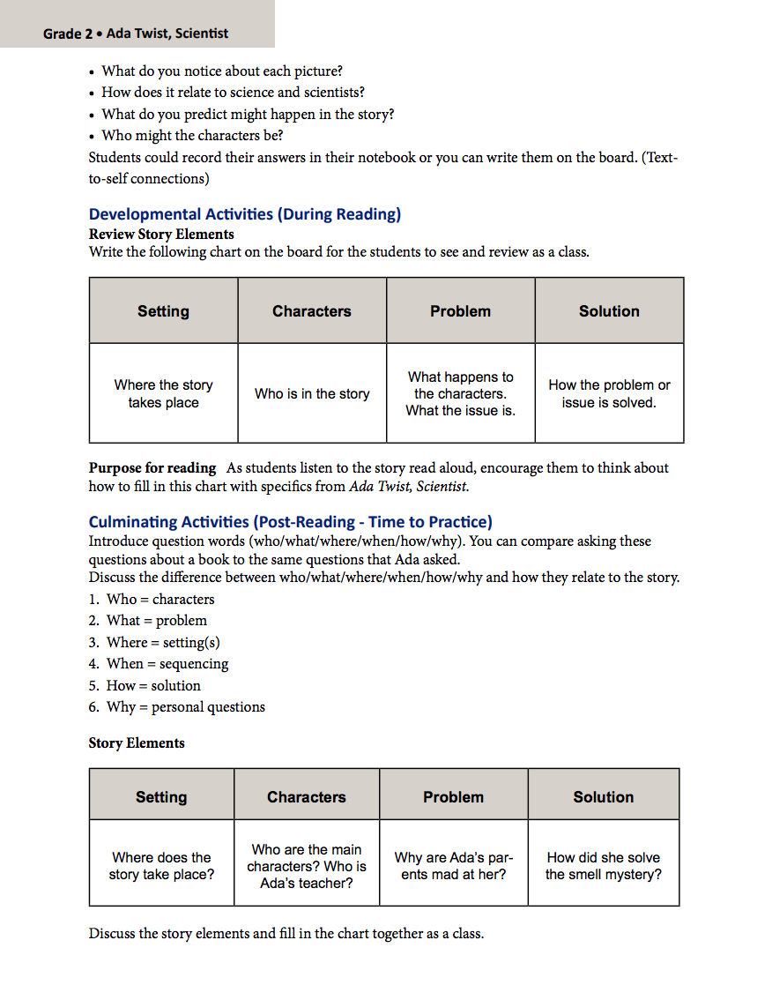 Grade 2 • Ada Twist, Scientist
• What do you notice about each picture?
• How does it relate to science and scientists?
• What do you predict might happen in the story?
• Who might the characters be?
Students could record their answers in their notebook or you can write them on the board. (Text-
to-self connections)
Developmental Activities (During Reading)
Review Story Elements
Write the following chart on the board for the students to see and review as a class.
Setting
Characters
Problem
Solution
Where the story
takes place
Who is in the story
What happens to
the characters.
What the issue is.
How the problem or
issue is solved.
Purpose for reading As students listen to the story read aloud, encourage them to think about
how to fill in this chart with specifics from Ada Twist, Scientist.
Culminating Activities (Post-Reading - Time to Practice)
Introduce question words (who/what/where/when/how/why). You can compare asking these
questions about a book to the same questions that Ada asked.
Discuss the difference between who/what/where/when/how/why and how they relate to the story.
1. Who = characters
2. What = problem
3. Where = setting(s)
4. When = sequencing
5. How = solution
6. Why = personal questions
Story Elements
Setting
Characters
Problem
Solution
Where does the
story take place?
Who are the main
characters? Who is
Ada's teacher?
Why are Ada's par-
ents mad at her?
How did she solve
the smell mystery?
Discuss the story elements and fill in the chart together as a class.